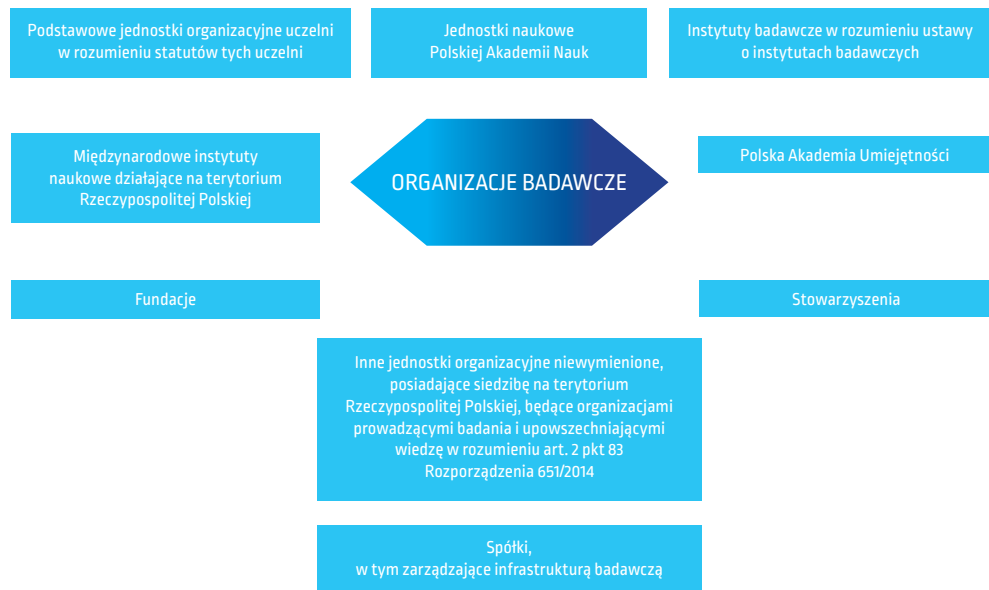 Podstawowe jednostki organizacyjne uczelni
w rozumieniu statutów tych uczelni
Jednostki naukowe
Polskiej Akademii Nauk
Instytuty badawcze w rozumieniu ustawy
o instytutach badawczych
Międzynarodowe instytuty
naukowe działające na terytorium
Rzeczypospolitej Polskiej
ORGANIZACJE BADAWCZE
Polska Akademia Umiejętności
Fundacje
Stowarzyszenia
Inne jednostki organizacyjne niewymienione,
posiadające siedzibę na terytorium
Rzeczypospolitej Polskiej, będące organizacjami
prowadzącymi badania i upowszechniającymi
wiedzę w rozumieniu art. 2 pkt 83
Rozporządzenia 651/2014
Spółki,
w tym zarządzające infrastrukturą badawczą